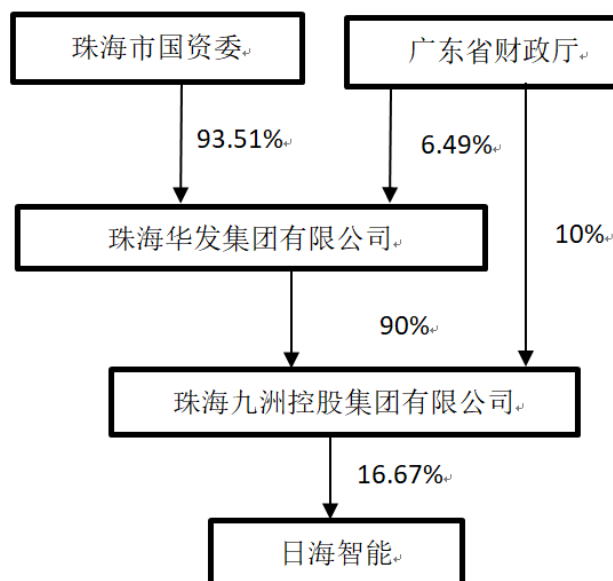 珠海市国资委
广东省财政厅
93.51%
6.49%
珠海华发集团有限公司
10%
90%
珠海九洲控股集团有限公司
16.67%
日海智能